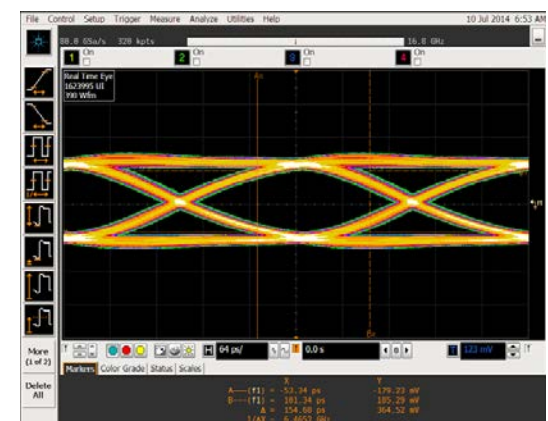 File Control Setup Trigger Measure Analyze Utilities Help 10 Jul 2014 6:53 AM
80.0 GSa/s 320 kpts 16.0 GHz
1 On 2 On 3 On 4 On
Real Time Eye
1623995 UI
390 Wfm
H 64 ps/ 0.0 s T 123 mV
More
(1 of 2)
Delete
All
Markers Color Grade Status Scales
X Y
A---(f1) = -53.34 ps -179.23 mV
B---(f1) = 101.34 ps 185.29 mV
Δ = 154.68 ps 364.52 mV
1/ΔX = 6.4652 GHz